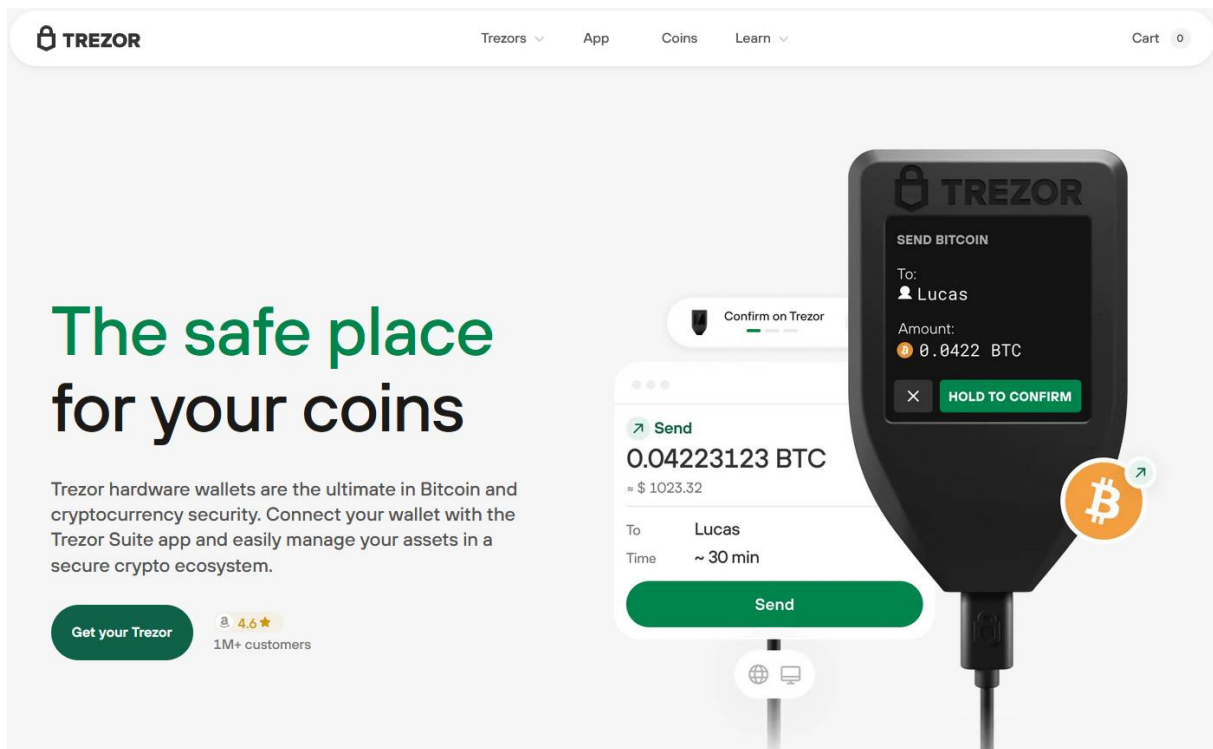 TREZOR
Trezors
App
Coins
Learn
Cart 0
The safe place
for your coins
Trezor hardware wallets are the ultimate in Bitcoin and
cryptocurrency security. Connect your wallet with the
Trezor Suite app and easily manage your assets in a
secure crypto ecosystem.
Get your Trezor
a 4.6
1M+ customers
Confirm on Trezor
Send
0.04223123 BTC
≈ $ 1023.32
To Lucas
Time ~ 30 min
Send
TREZOR
SEND BITCOIN
To:
Lucas
Amount:
0.0422 BTC
HOLD TO CONFIRM